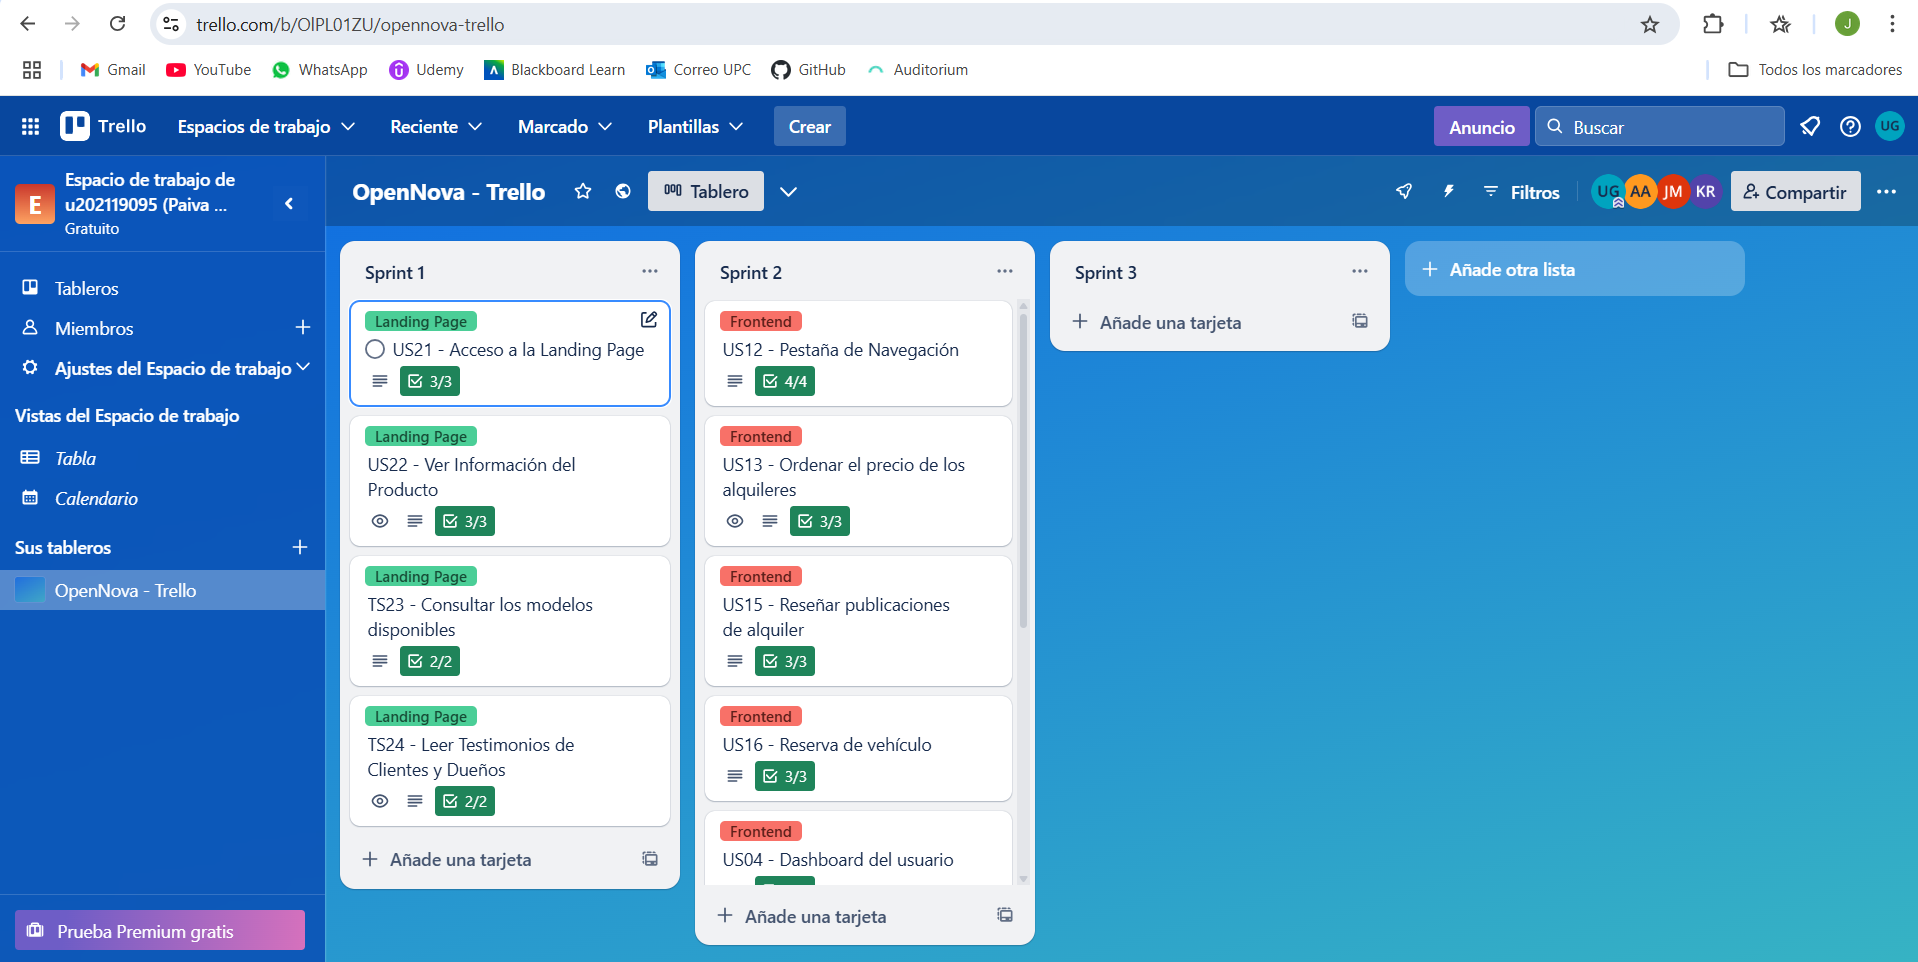 trello.com/b/OlPL01ZU/opennova-trello
J
Gmail
YouTube
WhatsApp
Udemy
Blackboard Learn
Correo UPC
GitHub
Auditorium
Todos los marcadores
Trello
Espacios de trabajo
Reciente
Marcado
Plantillas
Crear
Anuncio
Buscar
UG
E
Espacio de trabajo de
u202119095 (Paiva ...
Gratuito
Tableros
Miembros
Ajustes del Espacio de trabajo
Vistas del Espacio de trabajo
Tabla
Calendario
Sus tableros
OpenNova - Trello
Prueba Premium gratis
OpenNova - Trello
Tablero
Filtros
UG
AA
JM
KR
Compartir
Sprint 1
Landing Page
US21 - Acceso a la Landing Page
3/3
Landing Page
US22 - Ver Información del
Producto
3/3
Landing Page
TS23 - Consultar los modelos
disponibles
2/2
Landing Page
TS24 - Leer Testimonios de
Clientes y Dueños
2/2
Añade una tarjeta
Sprint 2
Frontend
US12 - Pestaña de Navegación
4/4
Frontend
US13 - Ordenar el precio de los
alquileres
3/3
Frontend
US15 - Reseñar publicaciones
de alquiler
3/3
Frontend
US16 - Reserva de vehículo
3/3
Frontend
US04 - Dashboard del usuario
Añade una tarjeta
Sprint 3
Añade una tarjeta
Añade otra lista